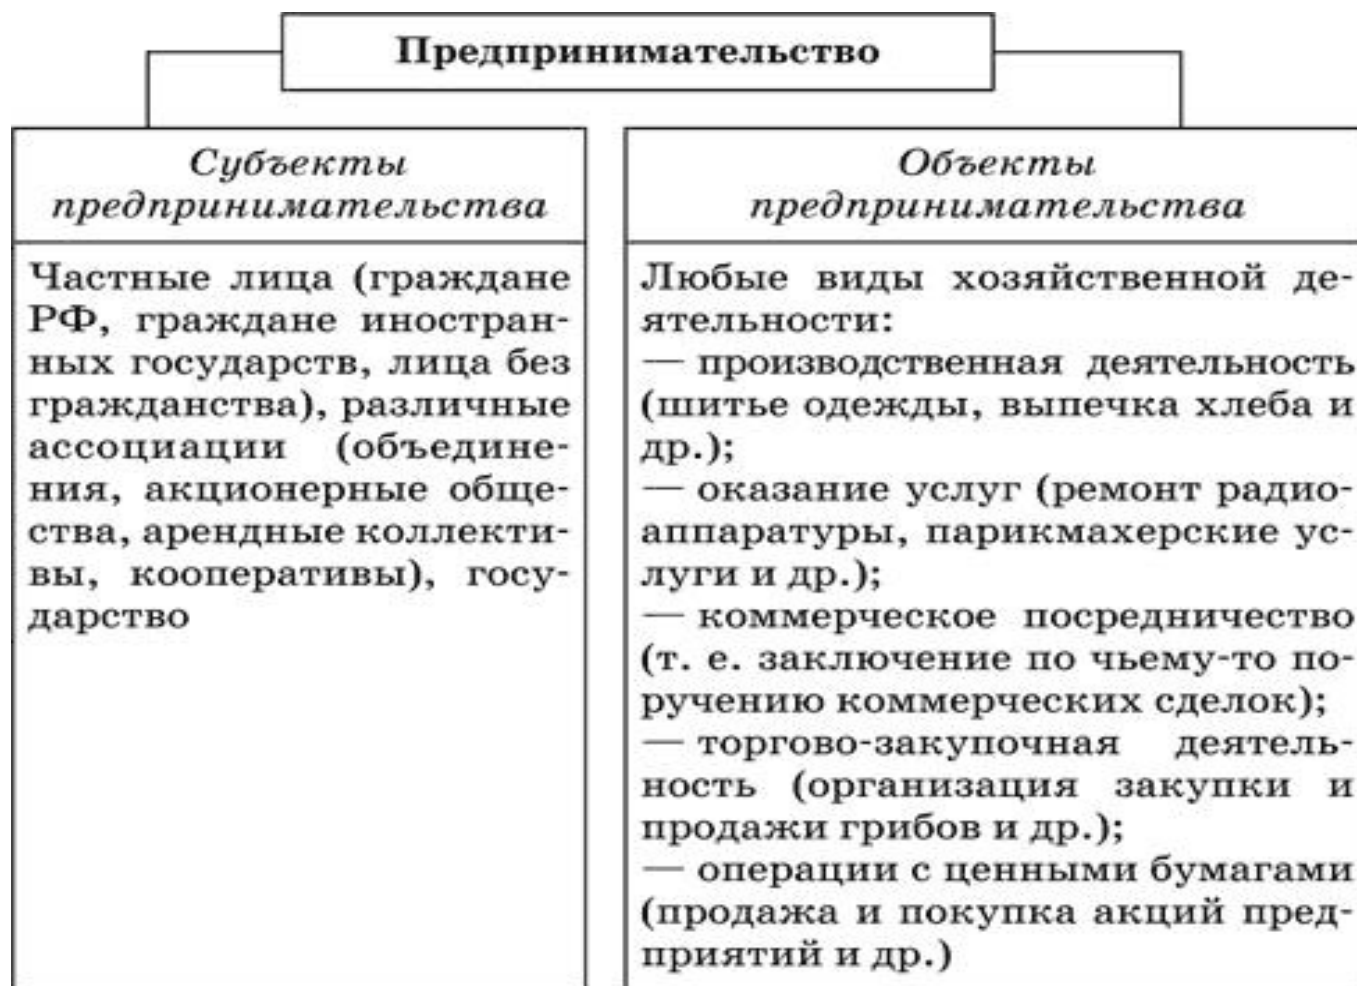 Предпринимательство
Субъекты
предпринимательства
Частные лица (граждане
РФ, граждане иностран-
ных государств, лица без
гражданства), различные
ассоциации (объедине-
ния, акционерные обще-
ства, арендные коллекти-
вы, кооперативы), госу-
дарство
Объекты
предпринимательства
Любые виды хозяйственной де-
ятельности:
— производственная деятельность
(шитье одежды, выпечка хлеба и
др.);
— оказание услуг (ремонт радио-
аппаратуры, парикмахерские ус-
луги и др.);
— коммерческое посредничество
(т. е. заключение по чьему-то по-
ручению коммерческих сделок);
— торгово-закупочная деятель-
ность (организация закупки и
продажи грибов и др.);
— операции с ценными бумагами
(продажа и покупка акций пред-
приятий и др.)